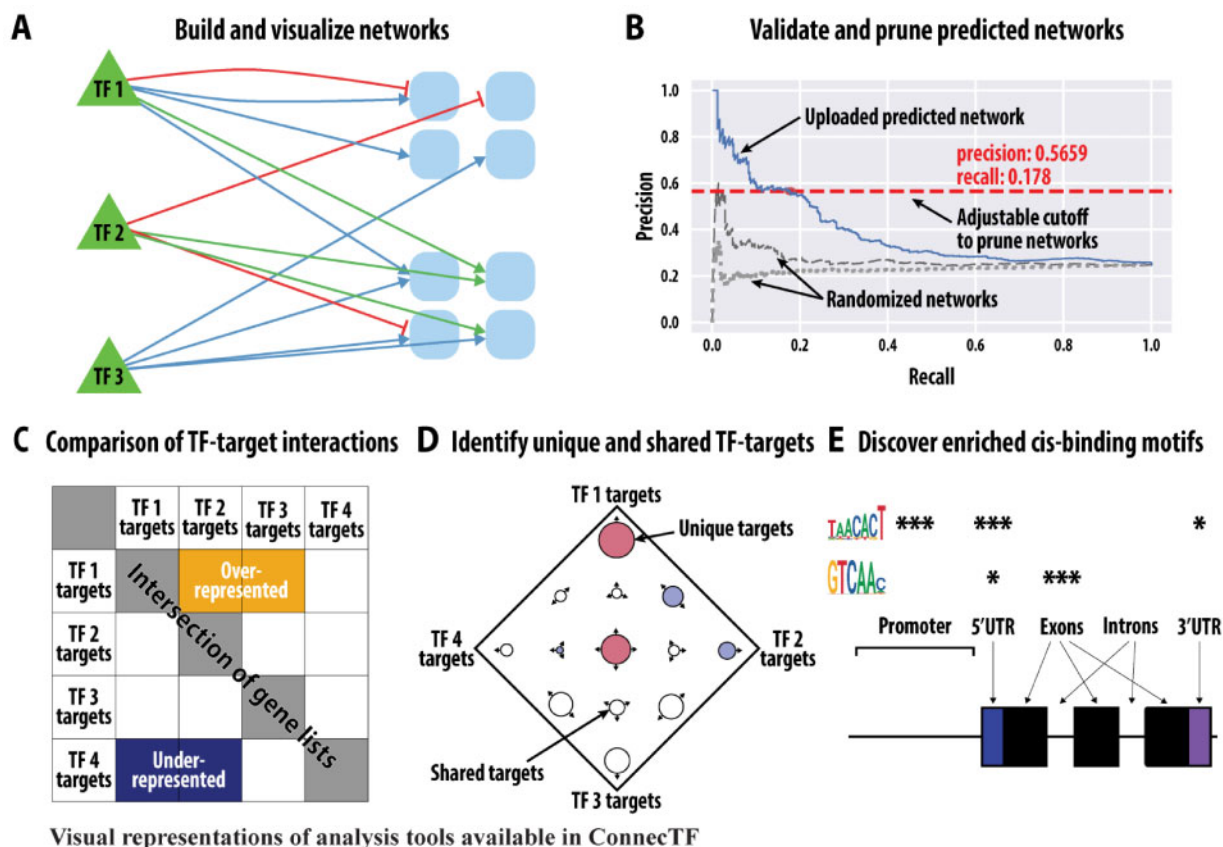 A Build and visualize networks
TF 1
TF 2
TF 3
B Validate and prune predicted networks
Precision
1.0
0.8
0.6
0.4
0.2
0.0
Uploaded predicted network
precision: 0.5659
recall: 0.178
Adjustable cutoff
to prune networks
Randomized networks
0.0 0.2 0.4 0.6 0.8 1.0
Recall
C Comparison of TF-target interactions
TF 1 TF 2 TF 3 TF 4
targets targets targets targets
TF 1
targets
TF 2
targets
TF 3
targets
TF 4
targets
Over-
represented
Intersection of gene lists
Under-
represented
D Identify unique and shared TF-targets
TF 1 targets
Unique targets
TF 4
targets
TF 2
targets
Shared targets
TF 3 targets
E Discover enriched cis-binding motifs
TAACACT *** *** *
GTCAAC * ***
Promoter 5'UTR Exons Introns 3'UTR
Visual representations of analysis tools available in ConnecTF